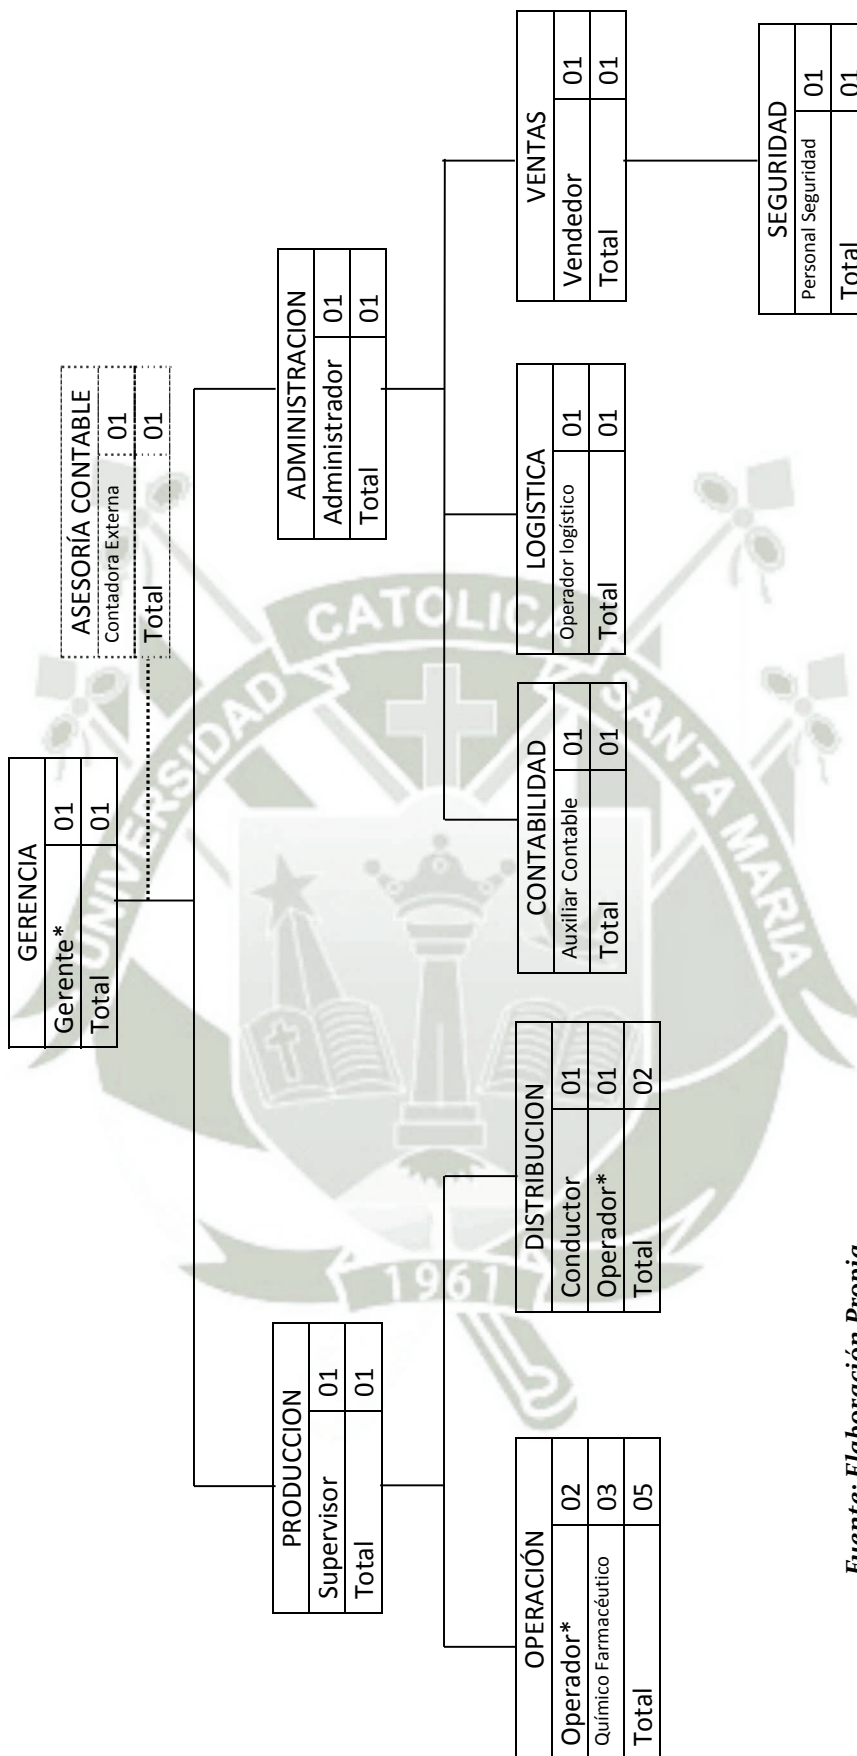 GERENCIA
Gerente* 01
Total 01
ASESORÍA CONTABLE
Contadora Externa 01
Total 01
PRODUCCION
Supervisor 01
Total 01
ADMINISTRACION
Administrador 01
Total 01
OPERACIÓN
Operador* 02
Químico Farmacéutico 03
Total 05
DISTRIBUCION
Conductor 01
Operador* 01
Total 02
CONTABILIDAD
Auxiliar Contable 01
Total 01
LOGISTICA
Operador logístico 01
Total 01
VENTAS
Vendedor 01
Total 01
SEGURIDAD
Personal Seguridad 01
Total 01
Fuente: Elaboración Propia
UNIVERSIDAD CATOLICA SANTA MARIA
1961